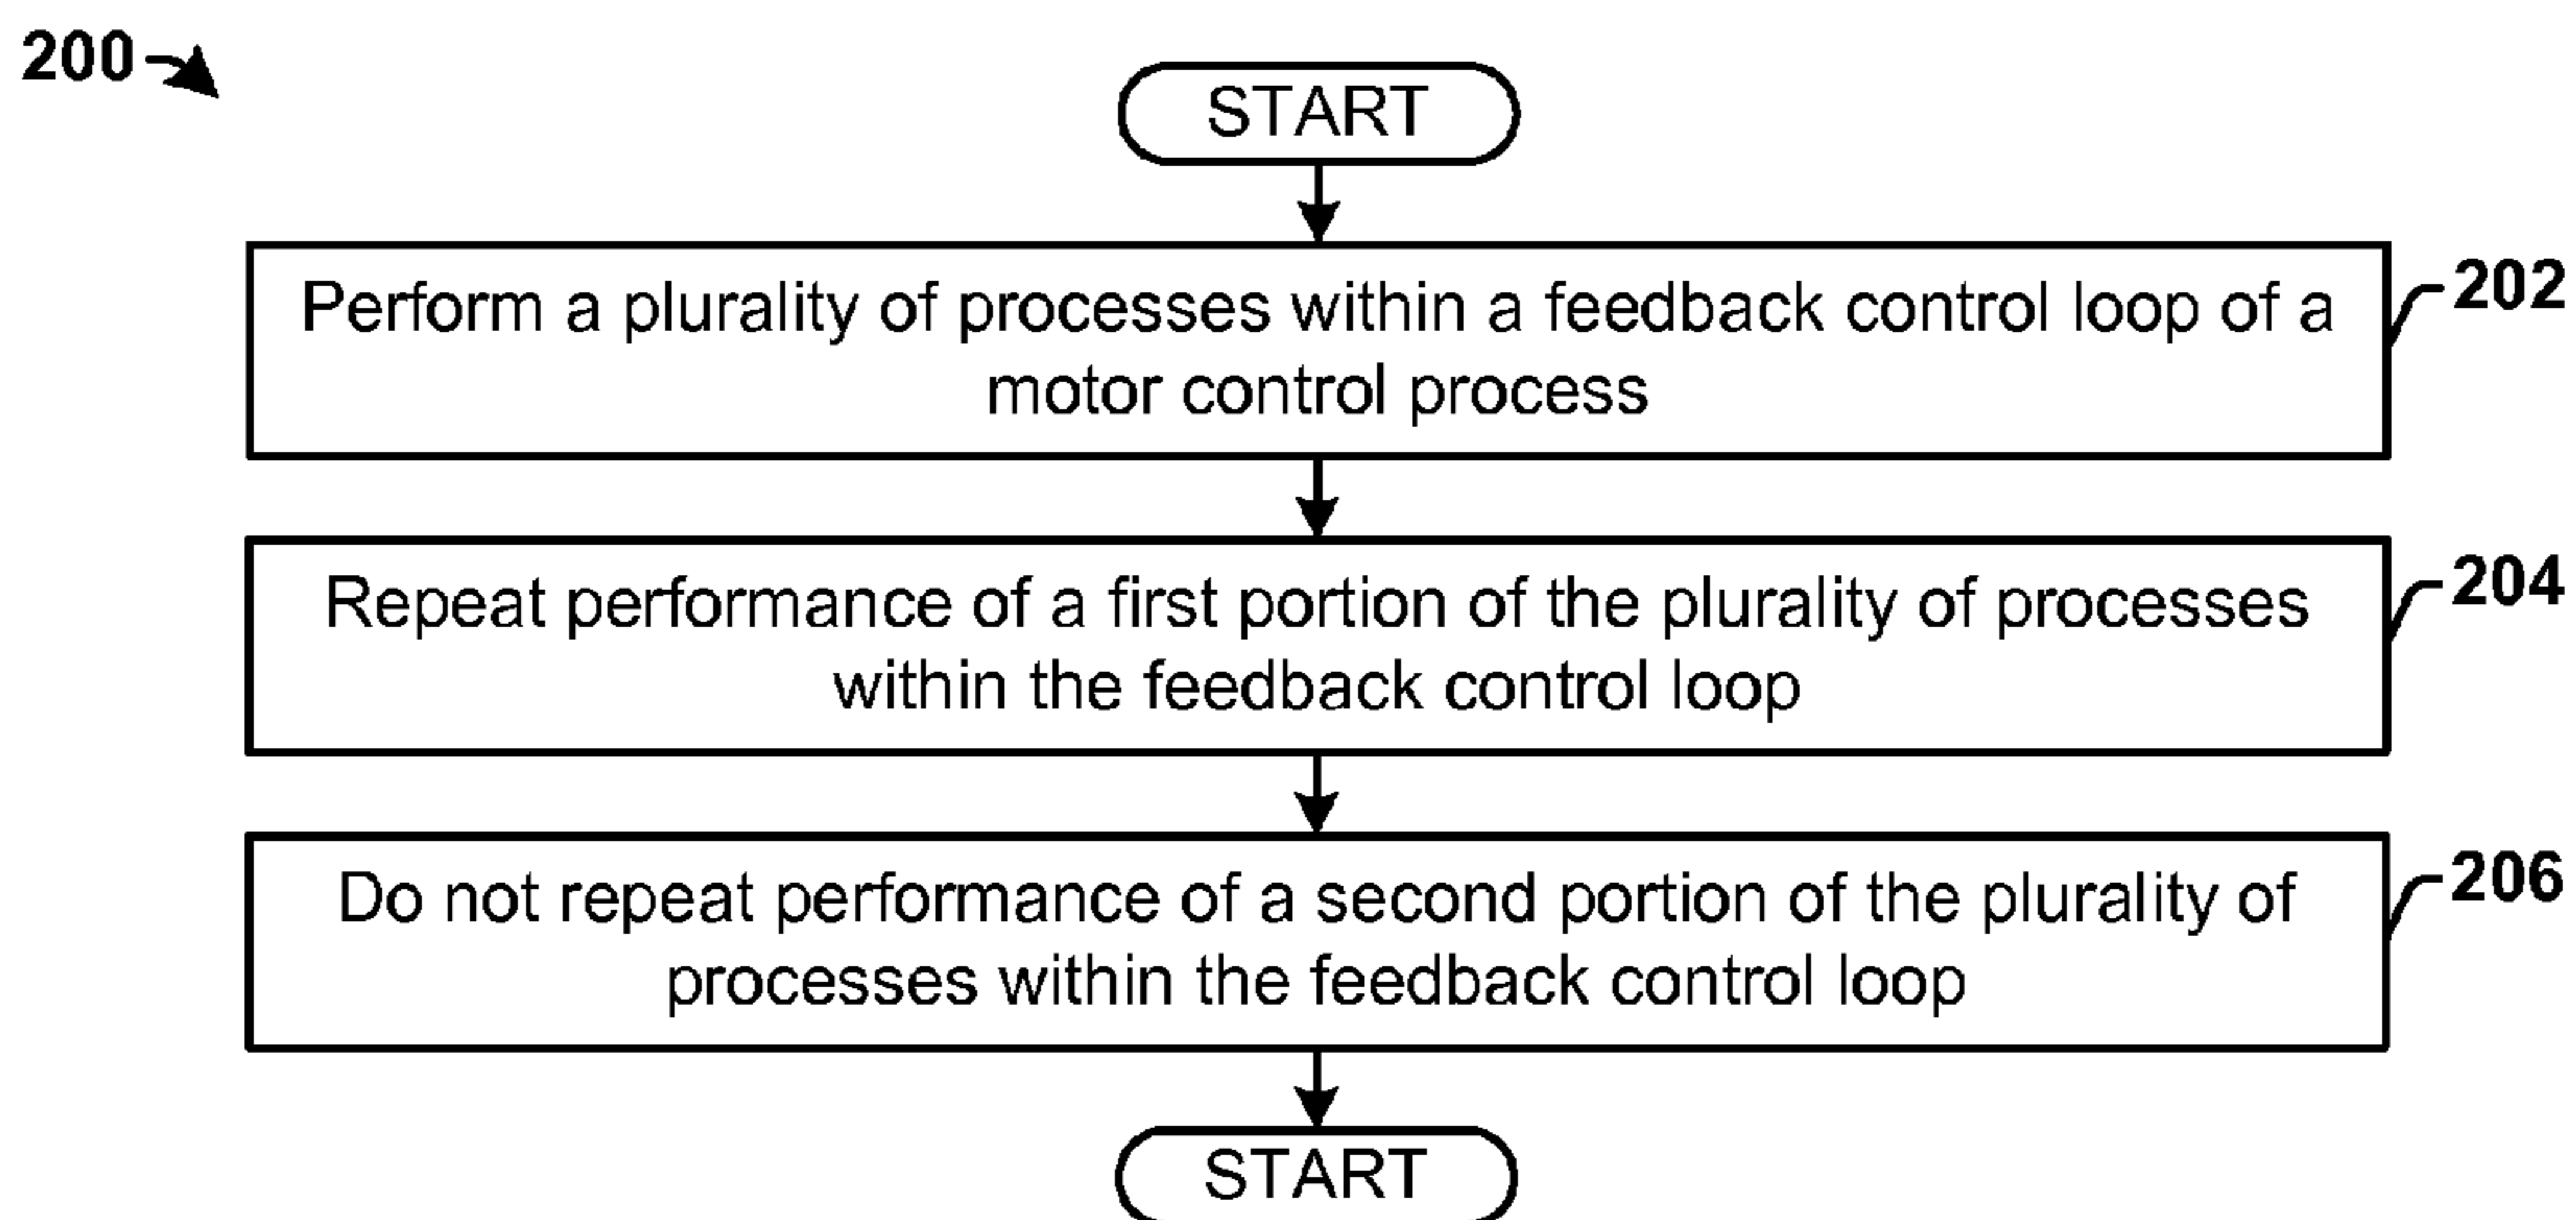 200
START
Perform a plurality of processes within a feedback control loop of a
motor control process
202
Repeat performance of a first portion of the plurality of processes
within the feedback control loop
204
Do not repeat performance of a second portion of the plurality of
processes within the feedback control loop
206
START